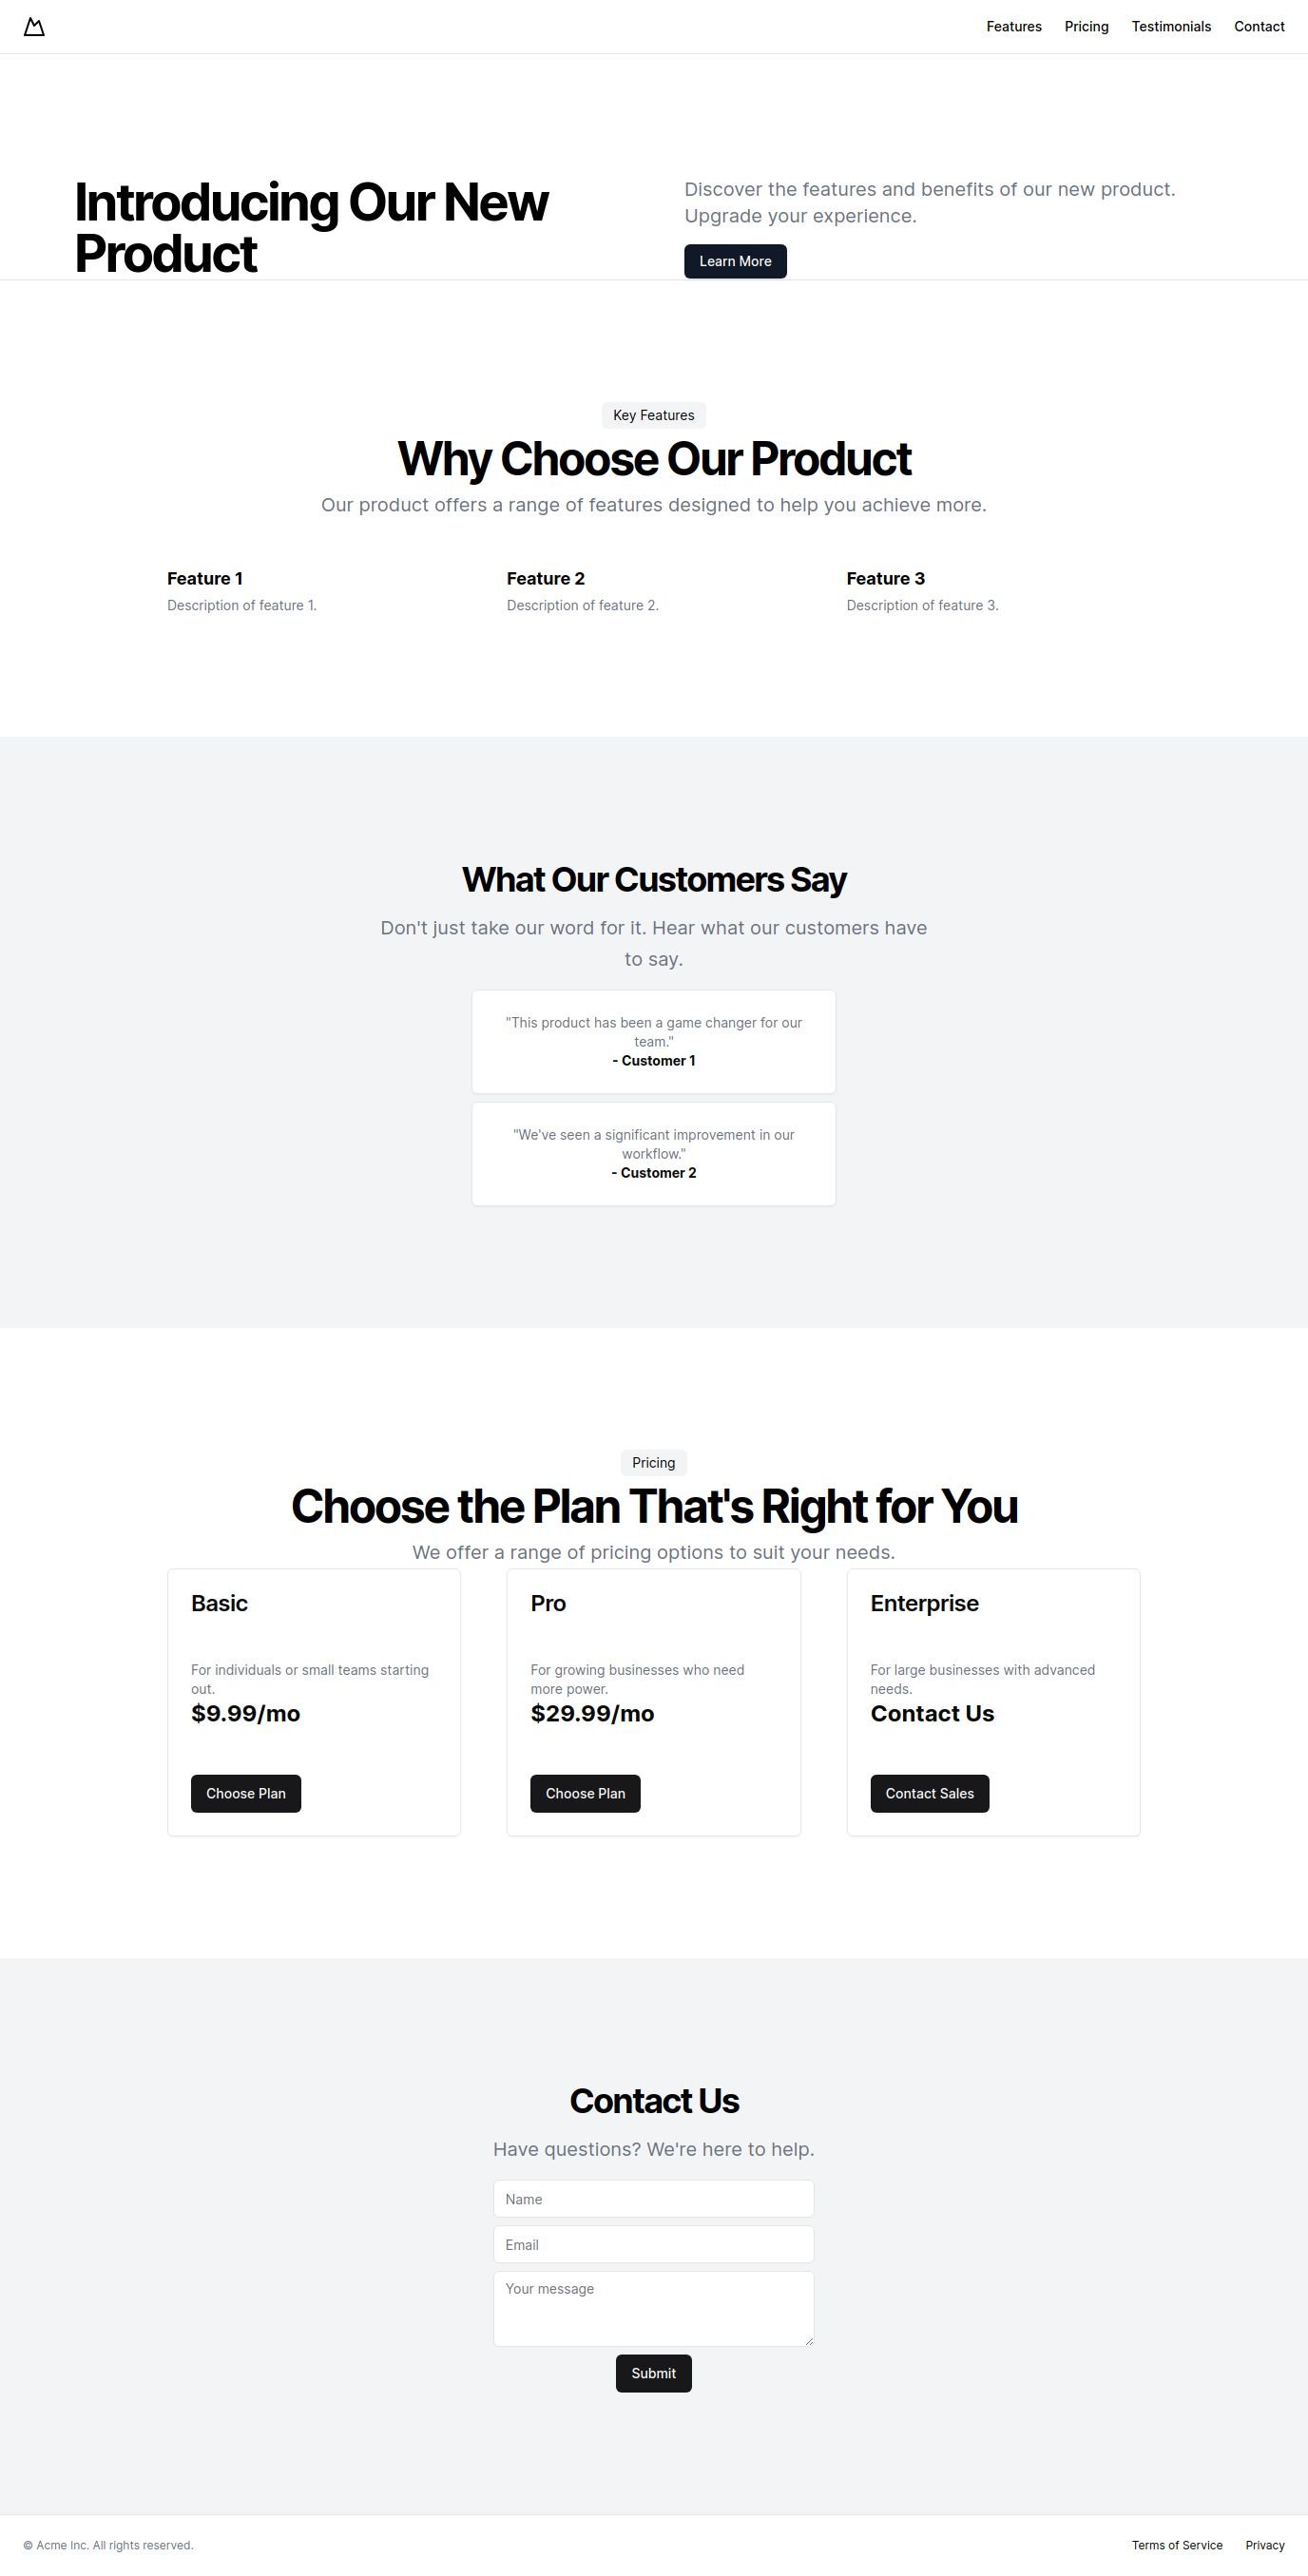 Features Pricing Testimonials Contact
Introducing Our New
Product
Discover the features and benefits of our new product.
Upgrade your experience.
Learn More
Key Features
Why Choose Our Product
Our product offers a range of features designed to help you achieve more.
Feature 1
Description of feature 1.
Feature 2
Description of feature 2.
Feature 3
Description of feature 3.
What Our Customers Say
Don't just take our word for it. Hear what our customers have
to say.
"This product has been a game changer for our
team."
- Customer 1
"We've seen a significant improvement in our
workflow."
- Customer 2
Pricing
Choose the Plan That's Right for You
We offer a range of pricing options to suit your needs.
Basic
For individuals or small teams starting
out.
$9.99/mo
Choose Plan
Pro
For growing businesses who need
more power.
$29.99/mo
Choose Plan
Enterprise
For large businesses with advanced
needs.
Contact Us
Contact Sales
Contact Us
Have questions? We're here to help.
Name
Email
Your message
Submit
© Acme Inc. All rights reserved.
Terms of Service Privacy